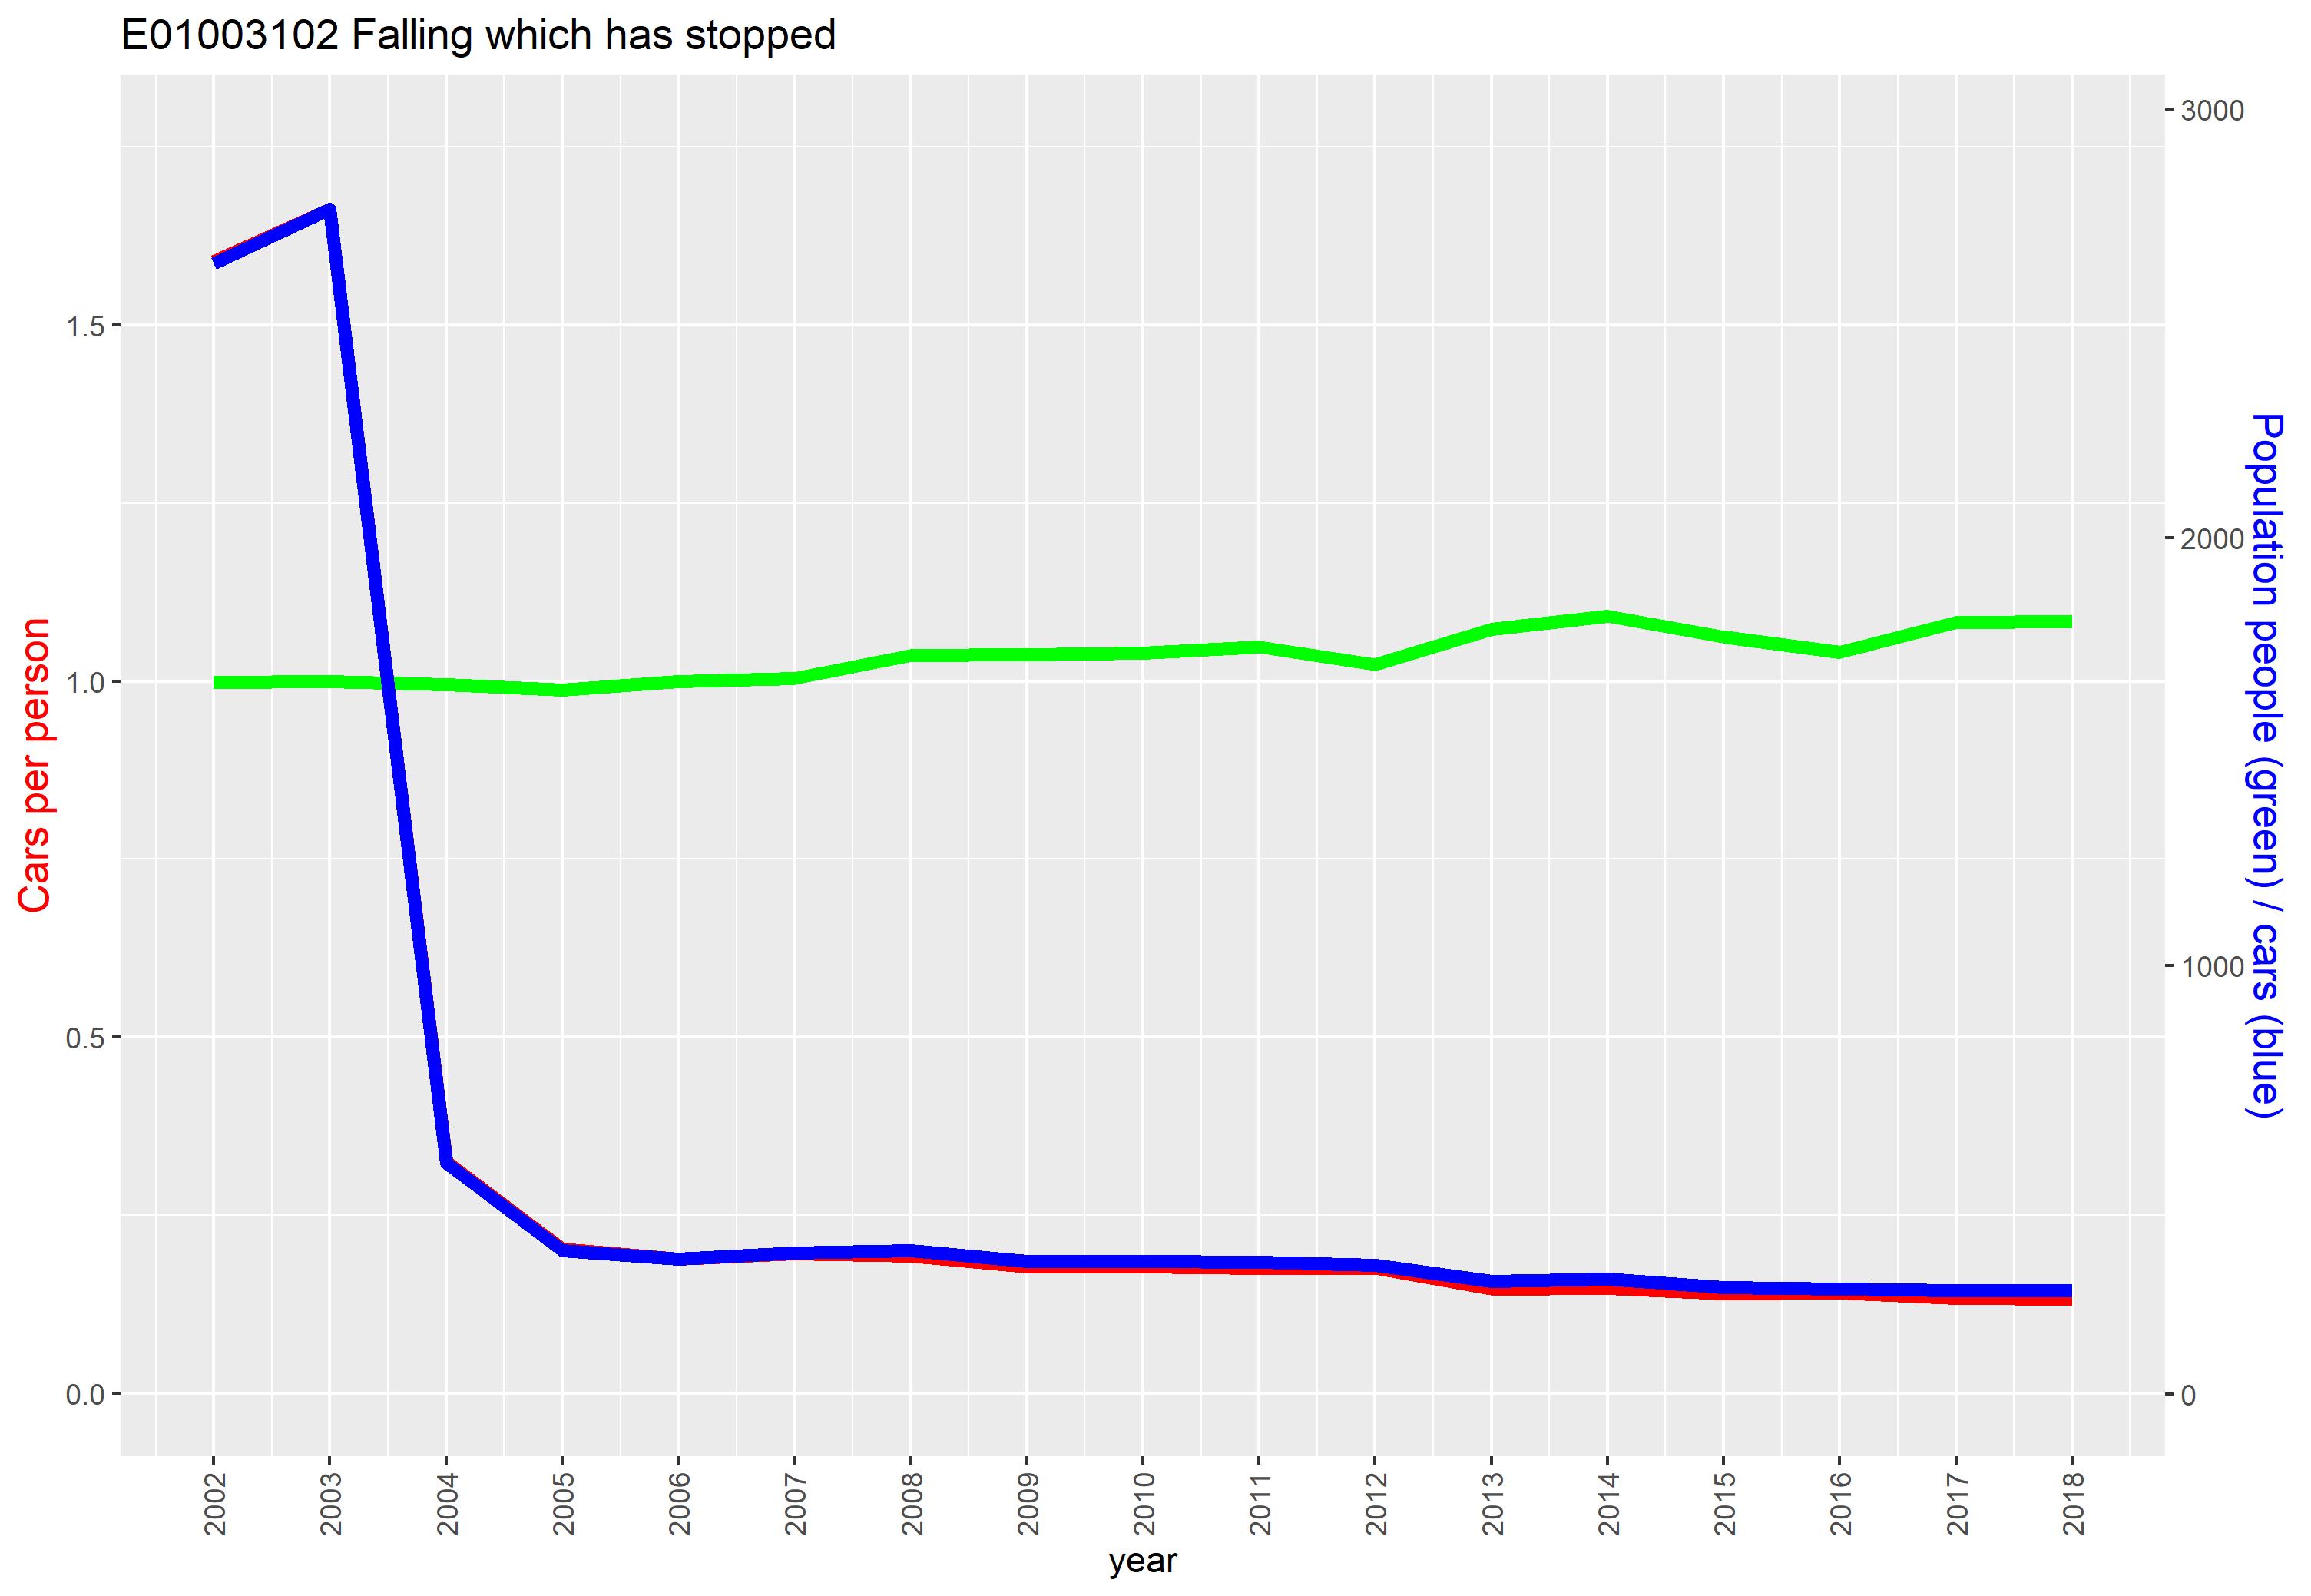 E01003102 Falling which has stopped
Cars per person
1.5
1.0
0.5
0.0
3000
2000
1000
0
Population people (green) / cars (blue)
2002 2003 2004 2005 2006 2007 2008 2009 2010 2011 2012 2013 2014 2015 2016 2017 2018
year